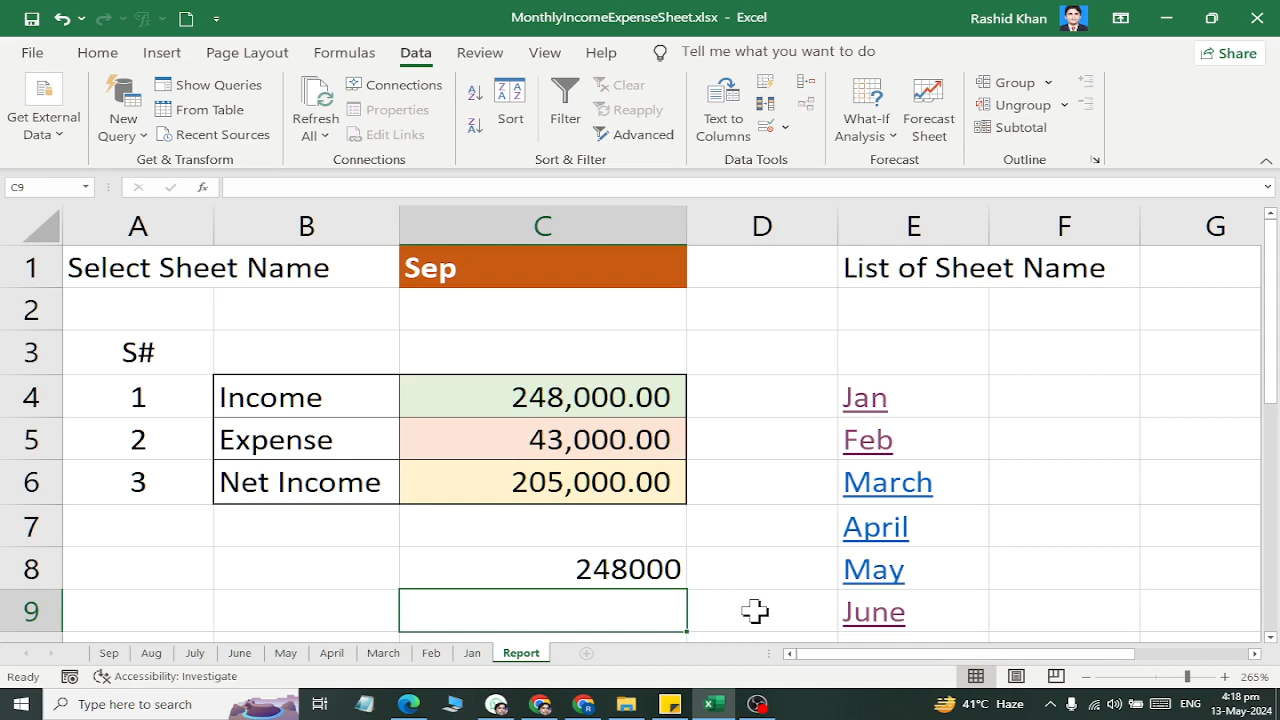 MonthlyIncomeExpenseSheet.xlsx - Excel
Rashid Khan
File Home Insert Page Layout Formulas Data Review View Help Tell me what you want to do Share
Get External Data
New Query
Show Queries
From Table
Recent Sources
Get & Transform
Refresh All
Connections
Properties
Edit Links
Connections
Sort
Filter
Clear
Reapply
Advanced
Sort & Filter
Text to Columns
Data Tools
What-If Analysis
Forecast Sheet
Forecast
Group
Ungroup
Subtotal
Outline
C9 fx
A B C D E F G
1 Select Sheet Name Sep List of Sheet Name
2
3 S#
4 1 Income 248,000.00 Jan
5 2 Expense 43,000.00 Feb
6 3 Net Income 205,000.00 March
7 April
8 248000 May
9 June
Sep Aug July June May April March Feb Jan Report
Ready Accessibility: Investigate 265%
Type here to search
41°C Haze
4:18 pm
13-May-2024